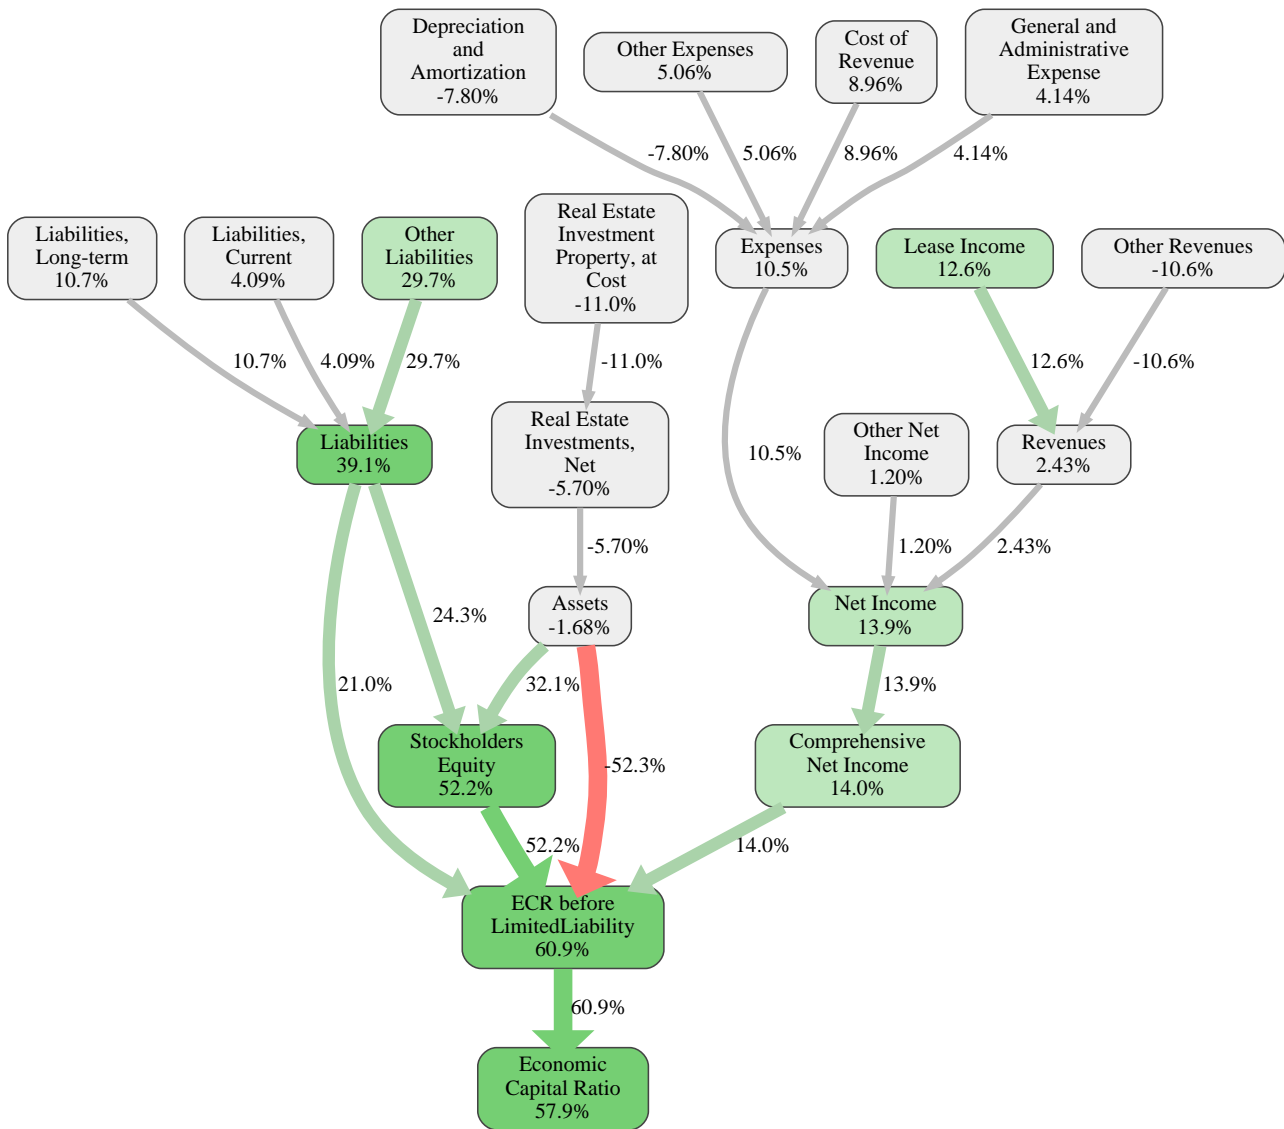 Depreciation
and
Amortization
-7.80%
Other Expenses
5.06%
Cost of
Revenue
8.96%
General and
Administrative
Expense
4.14%
-7.80%
5.06%
8.96%
4.14%
Liabilities,
Long-term
10.7%
Liabilities,
Current
4.09%
Other
Liabilities
29.7%
Real Estate
Investment
Property, at
Cost
-11.0%
Expenses
10.5%
Lease Income
12.6%
Other Revenues
-10.6%
10.7%
4.09%
29.7%
-11.0%
12.6%
-10.6%
Liabilities
39.1%
Real Estate
Investments,
Net
-5.70%
10.5%
Other Net
Income
1.20%
Revenues
2.43%
-5.70%
1.20%
2.43%
24.3%
Assets
-1.68%
Net Income
13.9%
21.0%
32.1%
13.9%
Stockholders
Equity
52.2%
-52.3%
Comprehensive
Net Income
14.0%
52.2%
14.0%
ECR before
LimitedLiability
60.9%
60.9%
Economic
Capital Ratio
57.9%